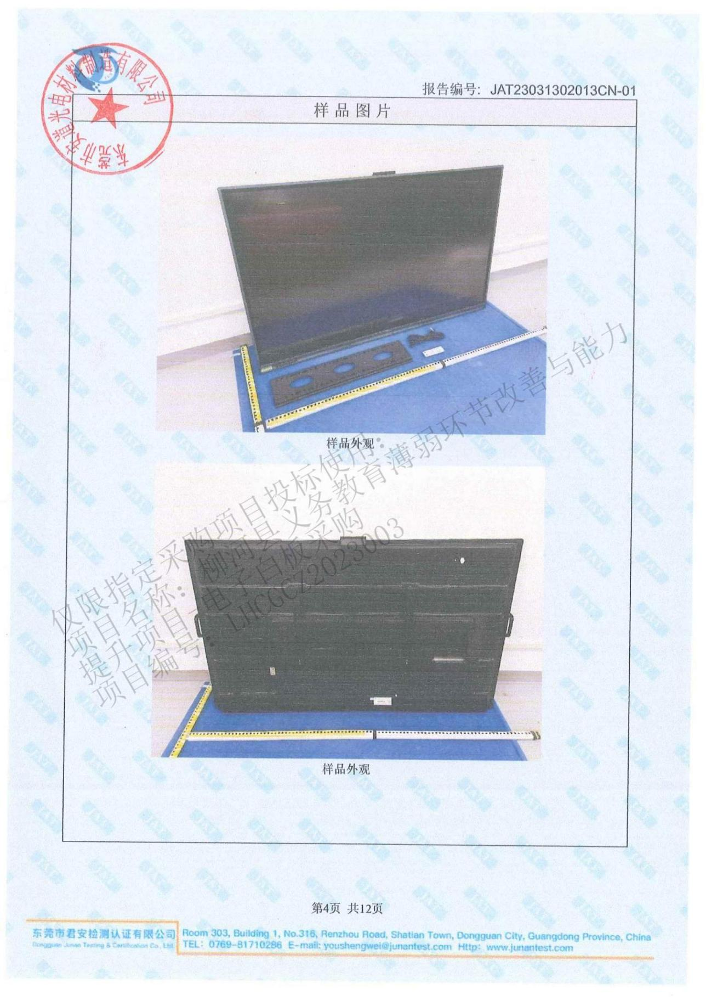 东莞市安道光电材料制造有限公司
报告编号: JAT23031302013CN-01
样品图片
样品外观
仅限指定采购项目投标使用:
项目名称: 柳河县义务教育薄弱环节改善与能力
提升项目-电子白板采购
项目编号: LHCGCZ2023003
样品外观
第4页 共12页
东莞市君安检测认证有限公司
Dongguan Junan Testing & Certification Co., Ltd.
Room 303, Building 1, No.316, Renzhou Road, Shatian Town, Dongguan City, Guangdong Province, China
TEL: 0769-81710286 E-mail: youshengwei@junantest.com Http: www.junantest.com